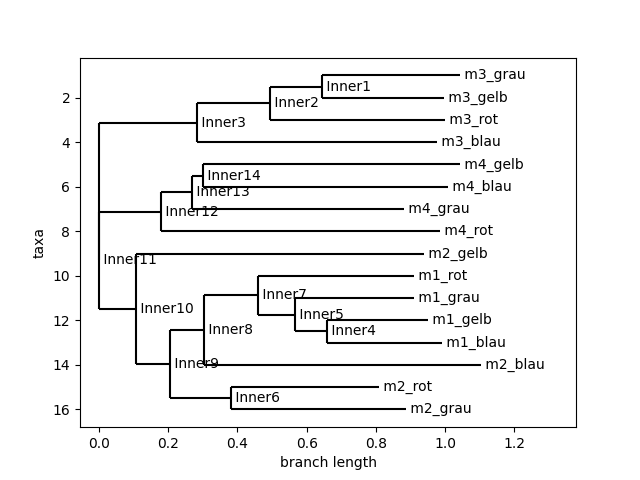 m3_grau
Inner1
m3_gelb
2
Inner2
m3_rot
Inner3
4
m3_blau
m4_gelb
Inner14
6
m4_blau
Inner13
m4_grau
Inner12
8
m4_rot
taxa
m2_gelb
Inner11
10
m1_rot
Inner7
m1_grau
Inner10
Inner5
12
m1_gelb
Inner8
Inner4
m1_blau
14
Inner9
m2_blau
m2_rot
Inner6
16
m2_grau
0.0 0.2 0.4 0.6 0.8 1.0 1.2
branch length